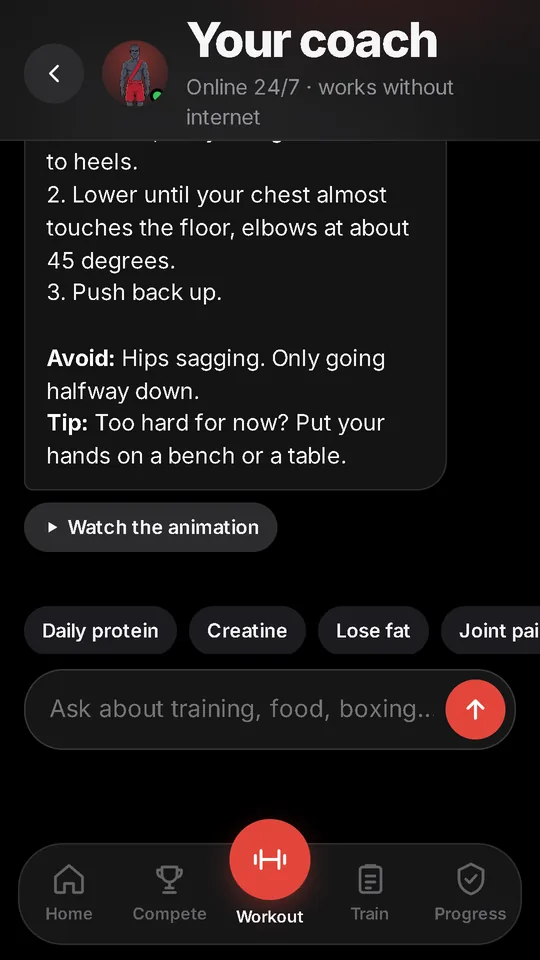 Your coach
Online 24/7 · works without
internet
to heels.
2. Lower until your chest almost
touches the floor, elbows at about
45 degrees.
3. Push back up.
Avoid: Hips sagging. Only going
halfway down.
Tip: Too hard for now? Put your
hands on a bench or a table.
Watch the animation
Daily protein
Creatine
Lose fat
Joint pai
Ask about training, food, boxing..
Home
Compete
Workout
Train
Progress